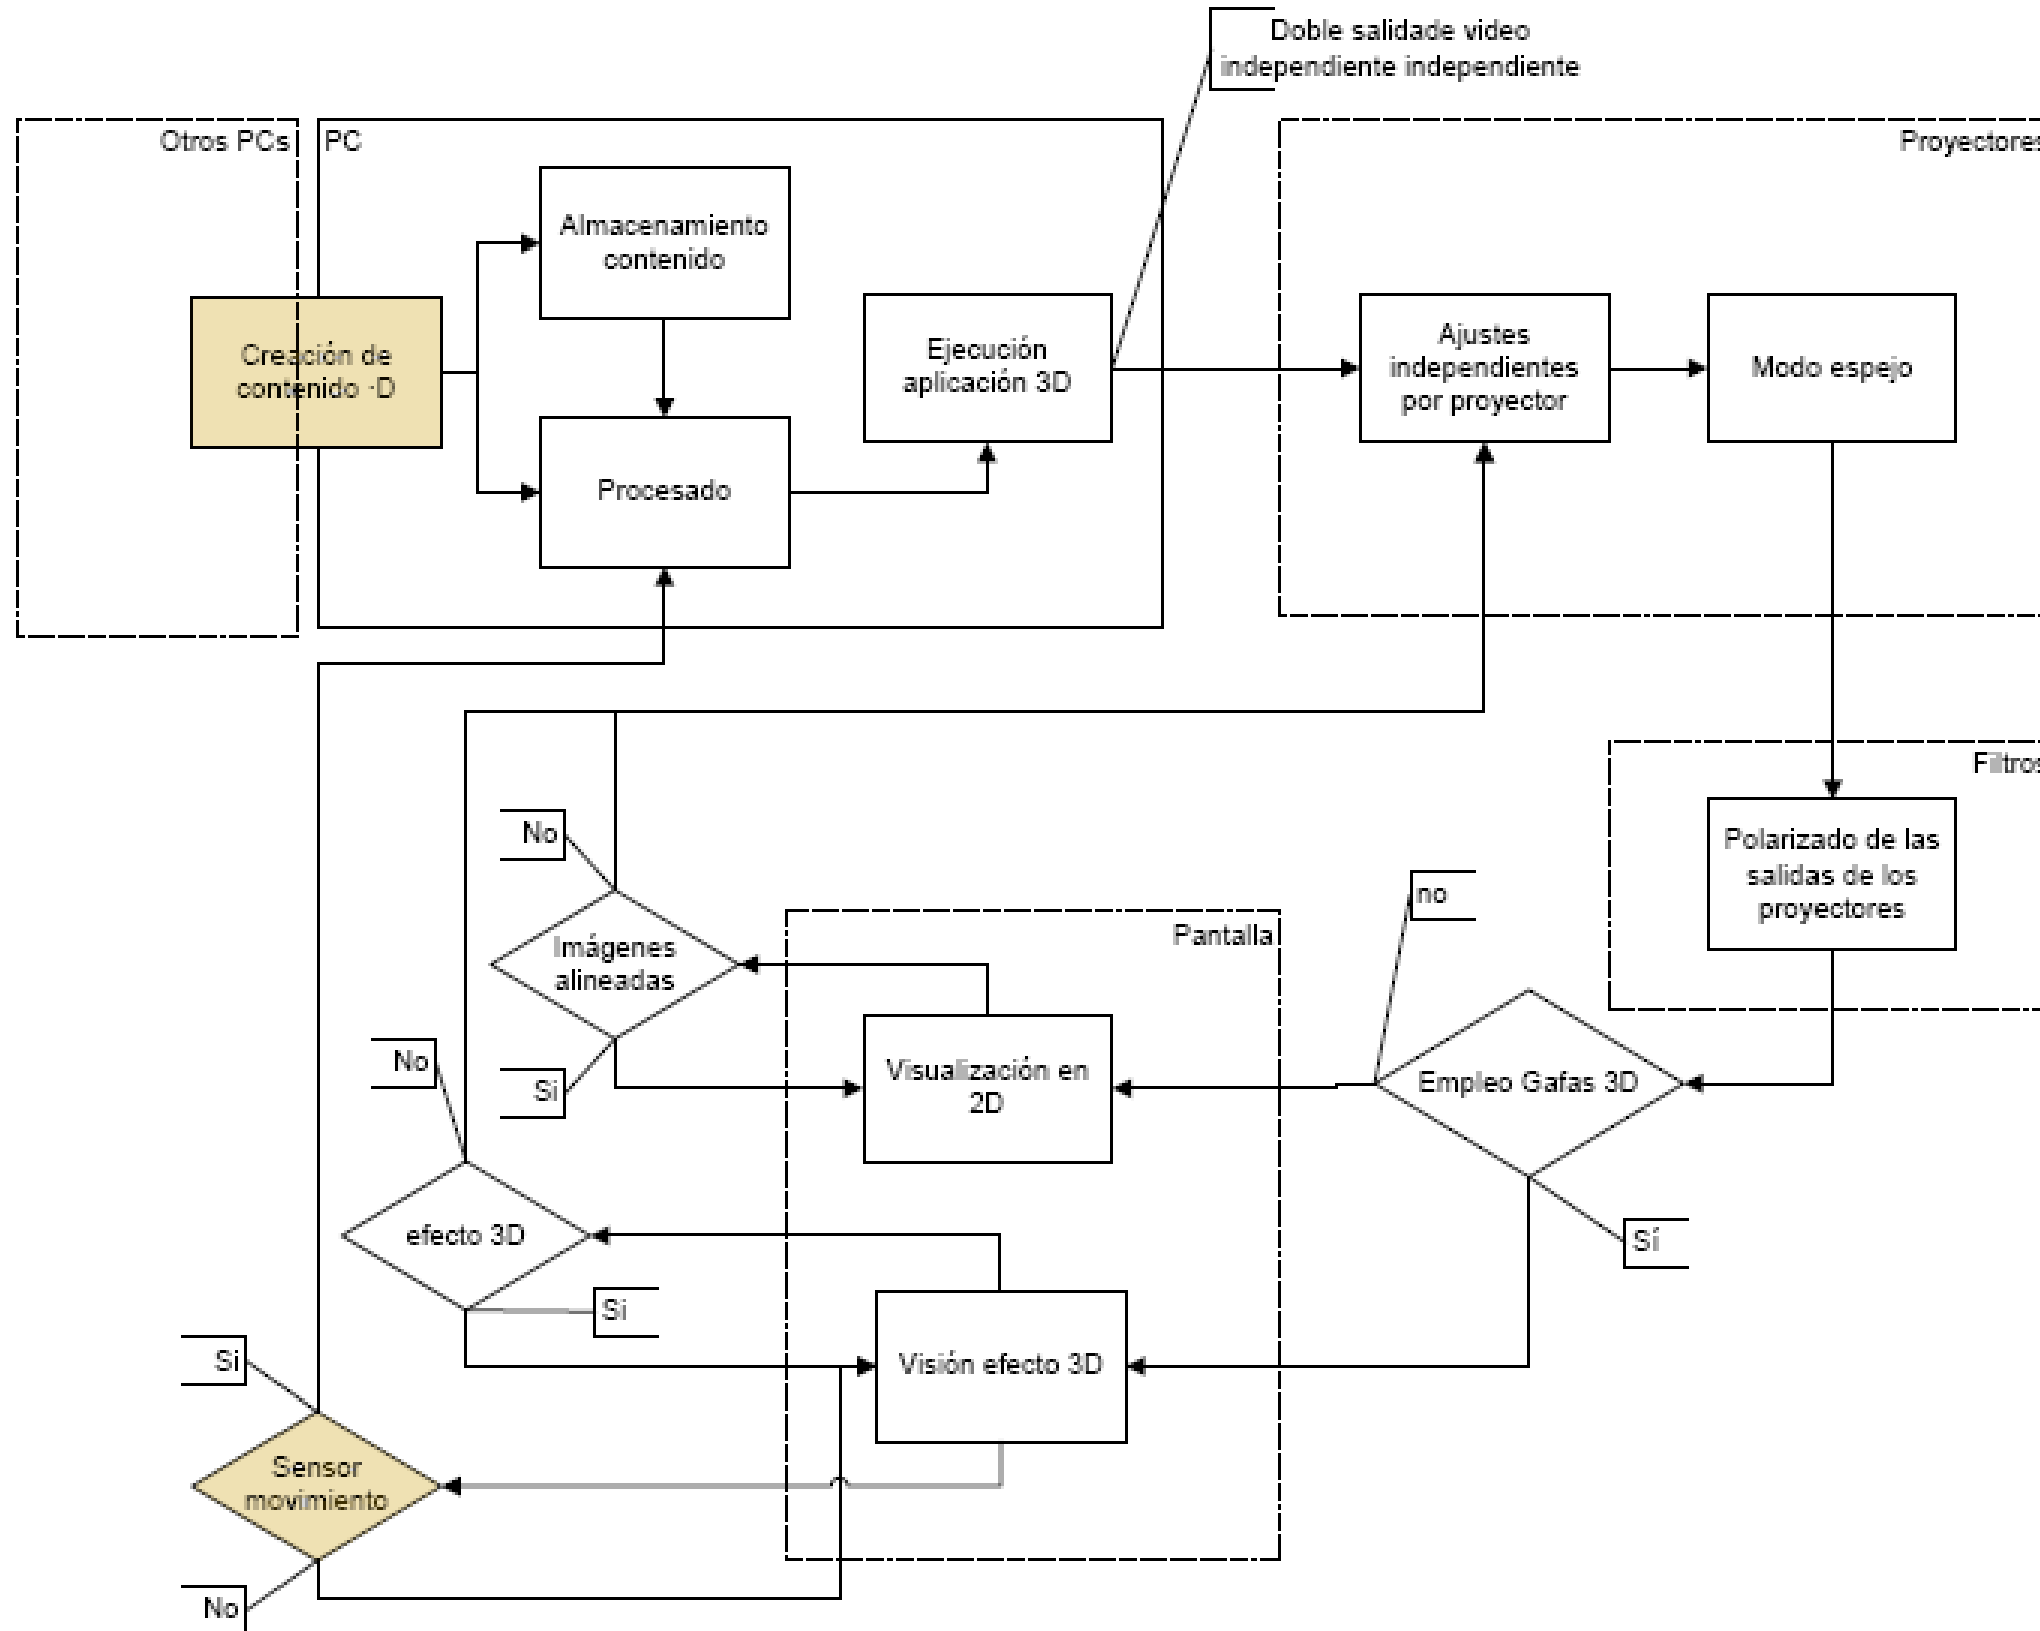 Doble salidade video
independiente independiente
Otros PCs
PC
Proyectores
Almacenamiento
contenido
Creación de
contenido -D
Ejecución
aplicación 3D
Ajustes
independientes
por proyector
Modo espejo
Procesado
Filtros
No
Polarizado de las
salidas de los
proyectores
no
Pantalla
Imágenes
alineadas
No
Si
Visualización en
2D
Empleo Gafas 3D
efecto 3D
Sí
Si
Si
Visión efecto 3D
Sensor
movimiento
No